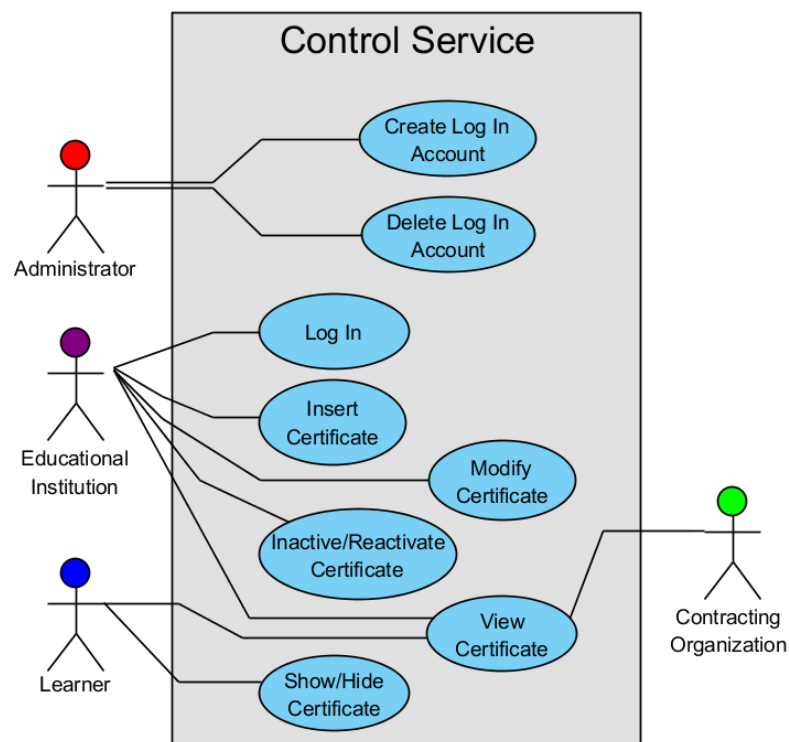 Control Service
Create Log In
Account
Delete Log In
Account
Administrator
Log In
Insert
Certificate
Educational
Institution
Modify
Certificate
Inactive/Reactivate
Certificate
View
Certificate
Contracting
Organization
Learner
Show/Hide
Certificate